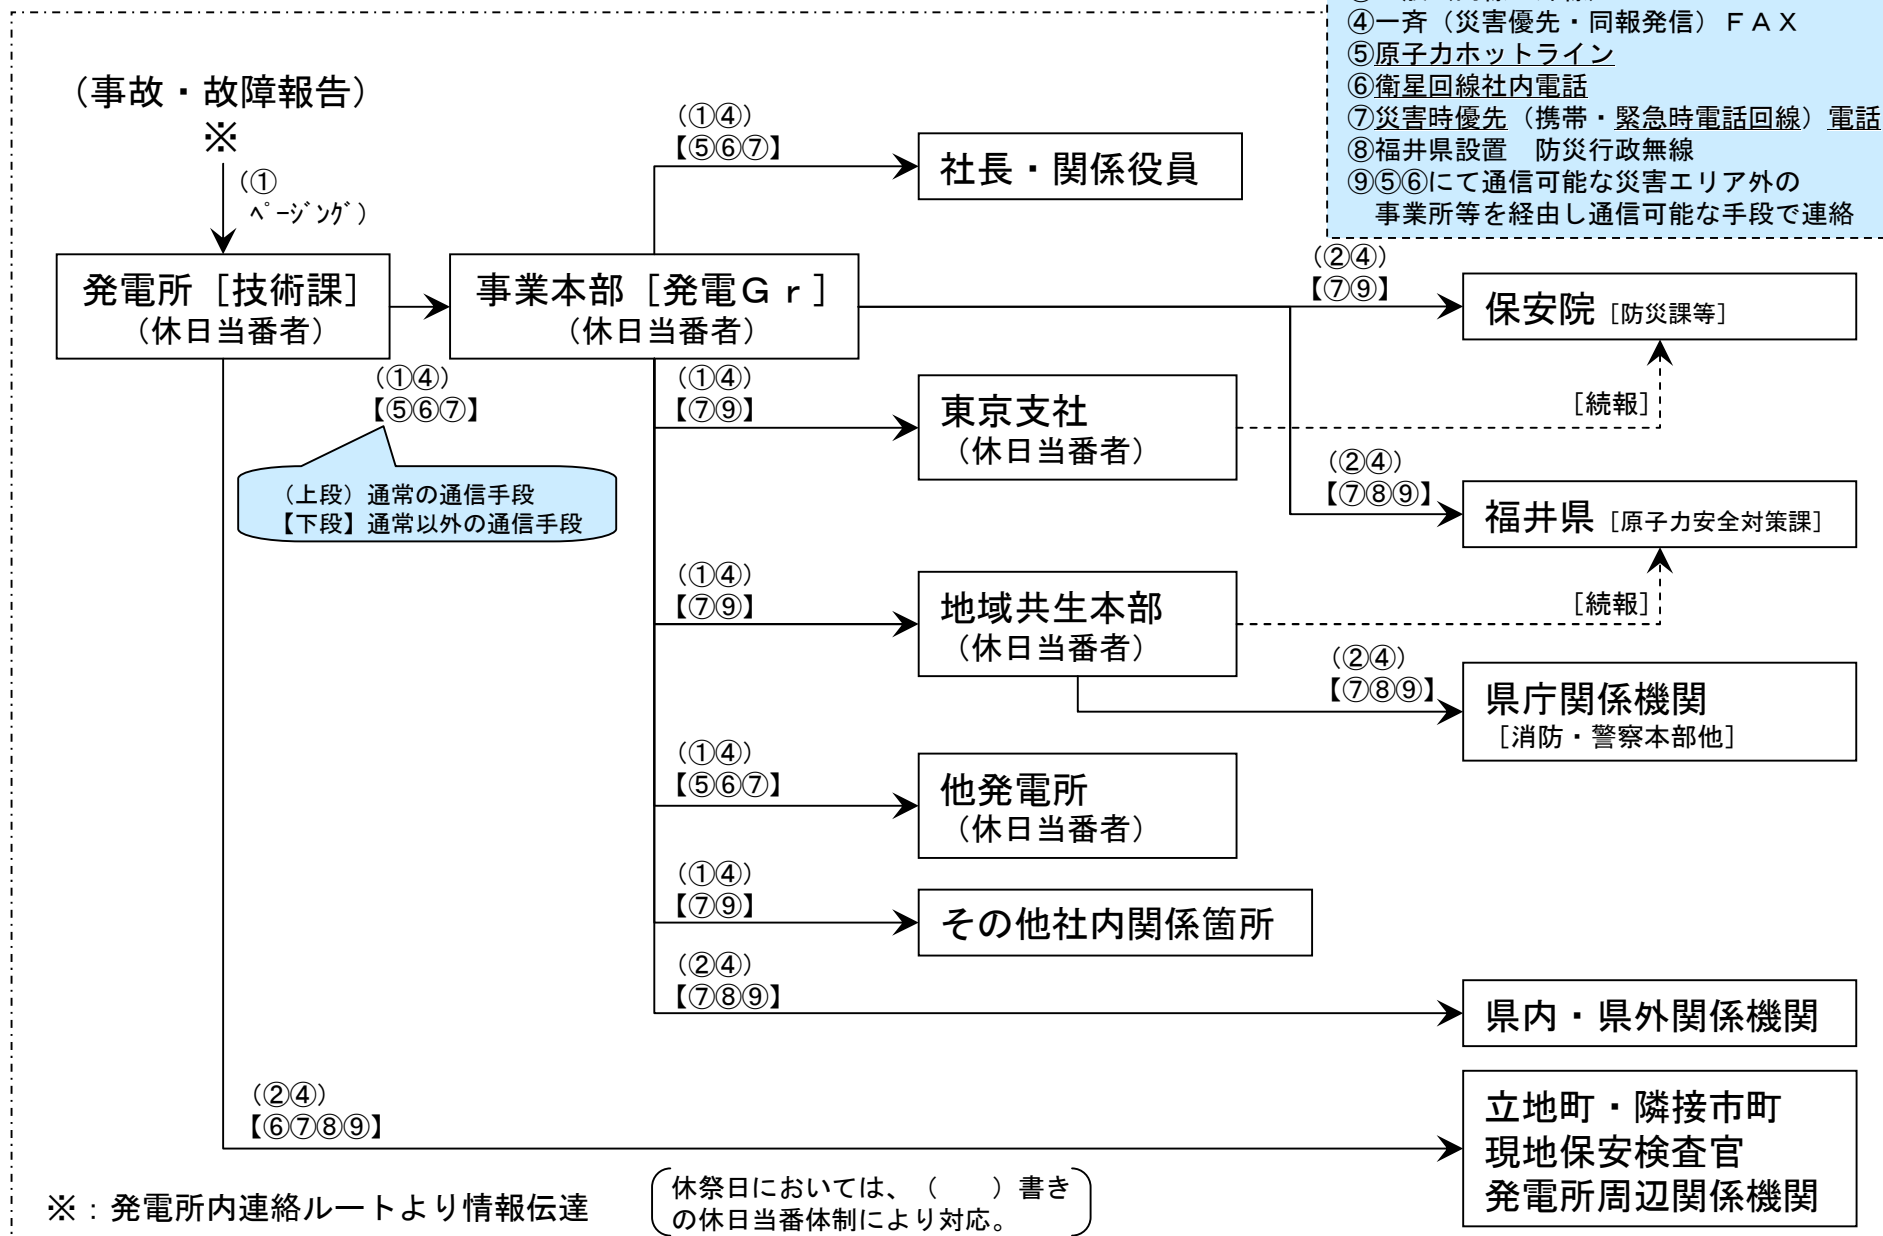 ④一斉（災害優先・同報発信）ＦＡＸ
⑤原子力ホットライン
⑥衛星回線社内電話
⑦災害時優先（携帯・緊急時電話回線）電話
⑧福井県設置　防災行政無線
⑨⑤⑥にて通信可能な災害エリア外の
事業所等を経由し通信可能な手段で連絡
（事故・故障報告）
※
（①
ﾍﾟｰｼﾞﾝｸﾞ）
（①④）
【⑤⑥⑦】
社長・関係役員
発電所［技術課］
（休日当番者）
事業本部［発電Ｇｒ］
（休日当番者）
（②④）
【⑦⑨】
保安院［防災課等］
（①④）
【⑤⑥⑦】
（上段）通常の通信手段
【下段】通常以外の通信手段
（①④）
【⑦⑨】
東京支社
（休日当番者）
［続報］
（②④）
【⑦⑧⑨】
福井県［原子力安全対策課］
（①④）
【⑦⑨】
地域共生本部
（休日当番者）
［続報］
（②④）
【⑦⑧⑨】
県庁関係機関
［消防・警察本部他］
（①④）
【⑤⑥⑦】
他発電所
（休日当番者）
（①④）
【⑦⑨】
その他社内関係箇所
（②④）
【⑦⑧⑨】
県内・県外関係機関
（②④）
【⑥⑦⑧⑨】
立地町・隣接市町
現地保安検査官
発電所周辺関係機関
※：発電所内連絡ルートより情報伝達
休祭日においては、（　　）書き
の休日当番体制により対応。